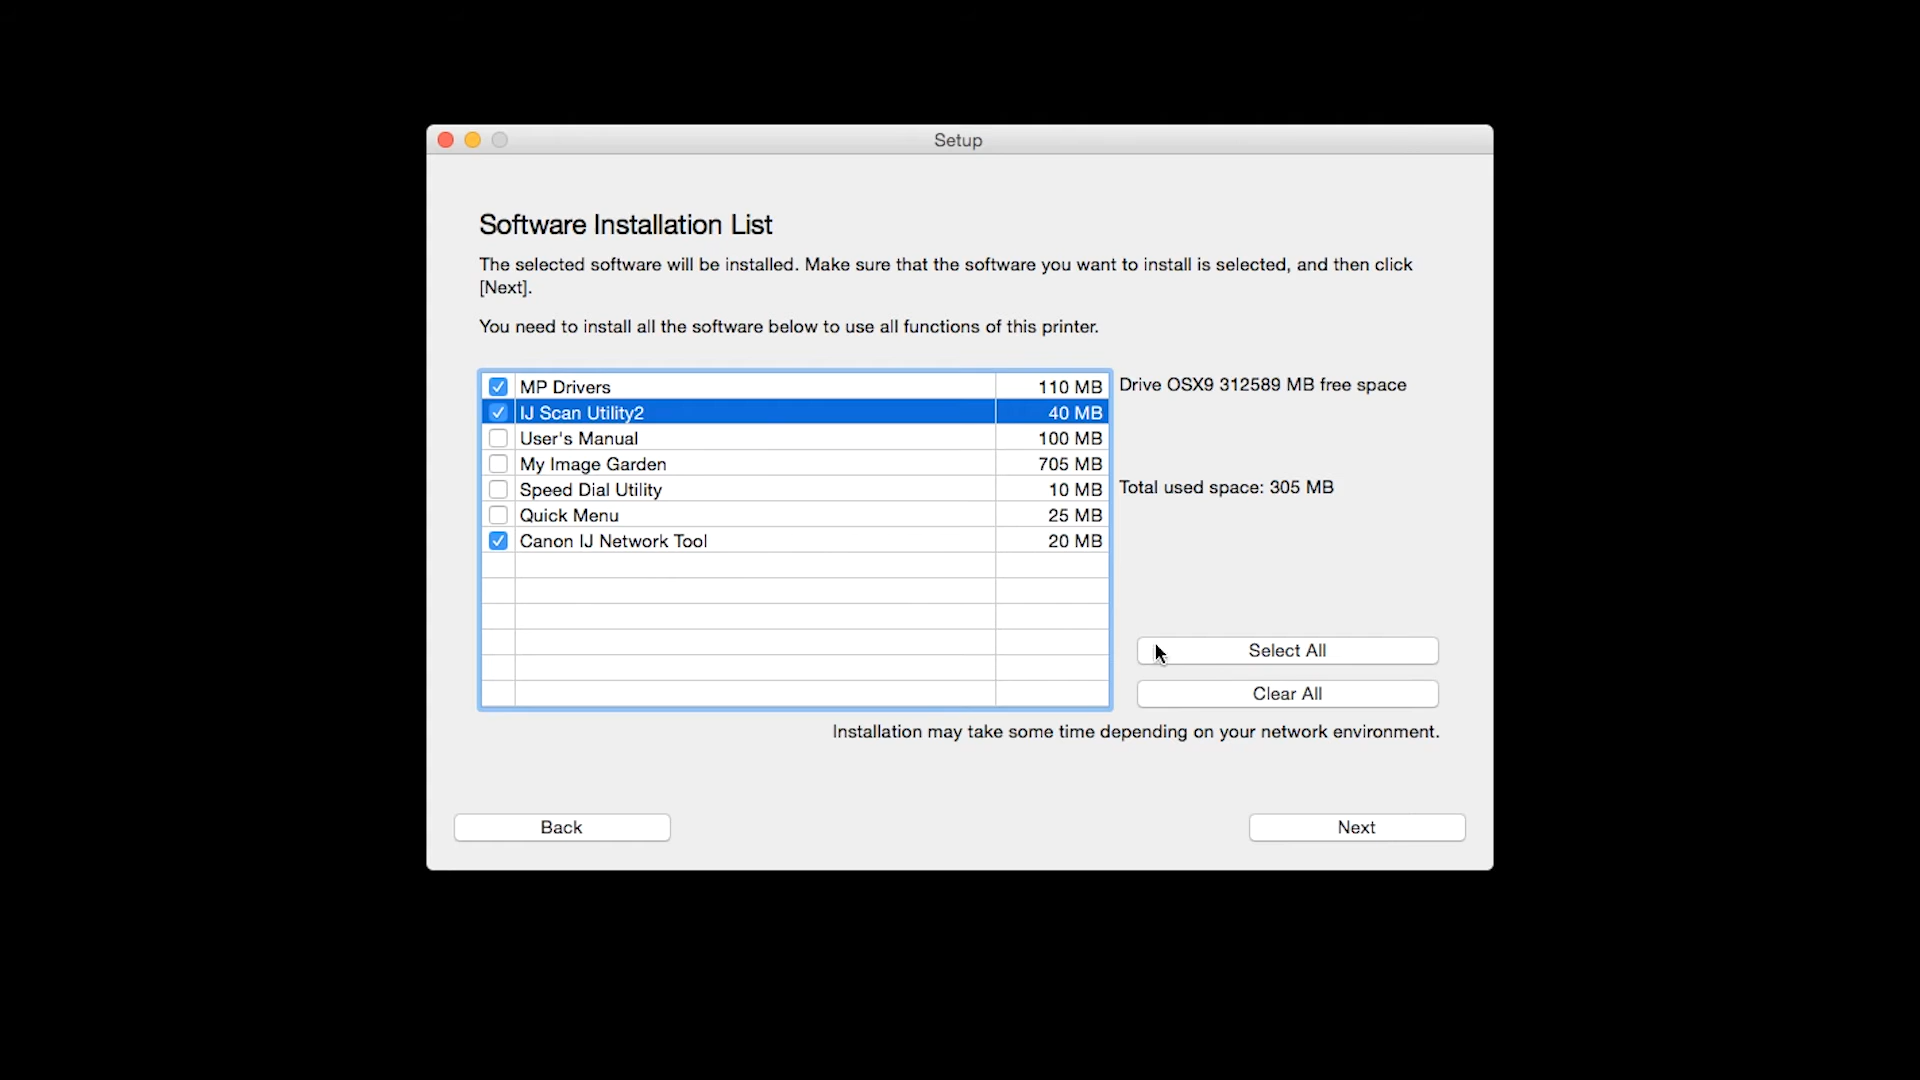 Setup
Software Installation List
The selected software will be installed. Make sure that the software you want to install is selected, and then click
[Next].
You need to install all the software below to use all functions of this printer.
MP Drivers 110 MB
IJ Scan Utility2 40 MB
User's Manual 100 MB
My Image Garden 705 MB
Speed Dial Utility 10 MB
Quick Menu 25 MB
Canon IJ Network Tool 20 MB
Drive OSX9 312589 MB free space
Total used space: 305 MB
Select All
Clear All
Installation may take some time depending on your network environment.
Back
Next